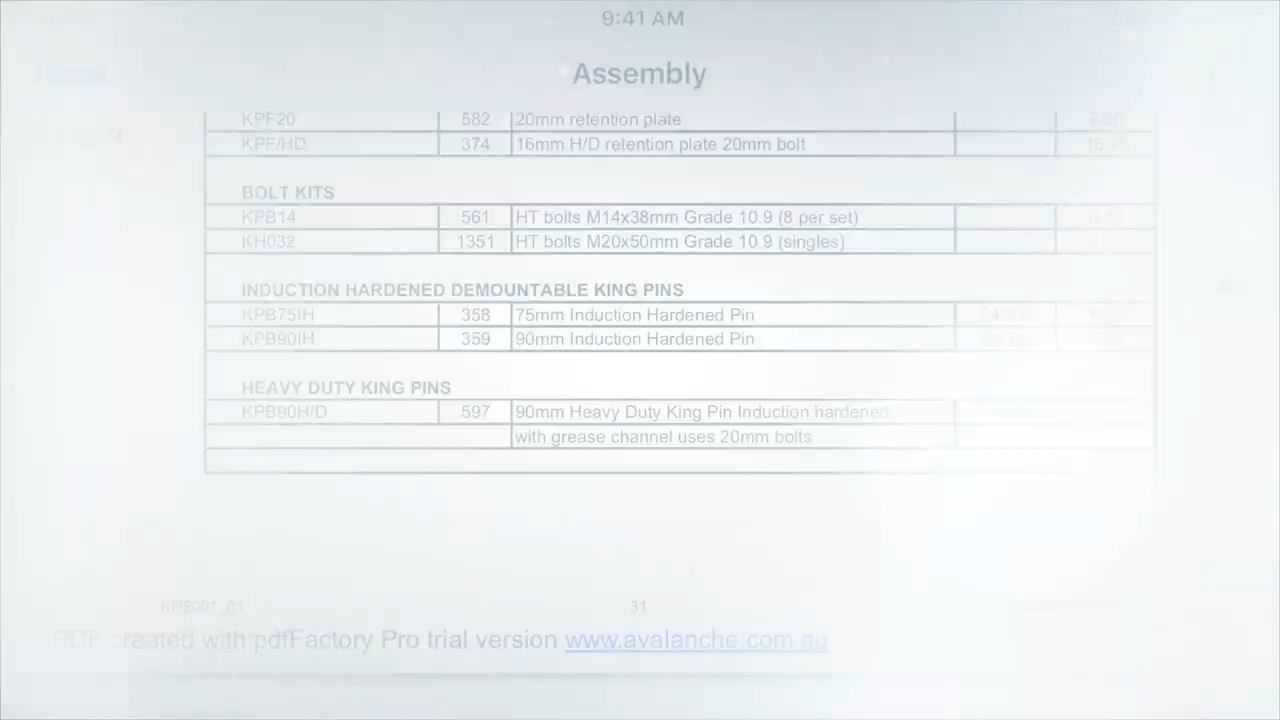 9:41 AM
Assembly
KPF20 582 20mm retention plate
KPF/HD 374 16mm H/D retention plate 20mm bolt
BOLT KITS
KPB14 561 HT bolts M14x38mm Grade 10.9 (8 per set)
KH032 1351 HT bolts M20x50mm Grade 10.9 (singles)
INDUCTION HARDENED DEMOUNTABLE KING PINS
KPB75IH 358 75mm Induction Hardened Pin
KPB90IH 359 90mm Induction Hardened Pin
HEAVY DUTY KING PINS
KPB90H/D 597 90mm Heavy Duty King Pin Induction hardened
with grease channel uses 20mm bolts
31
PDF created with pdfFactory Pro trial version www.avalanche.com.au